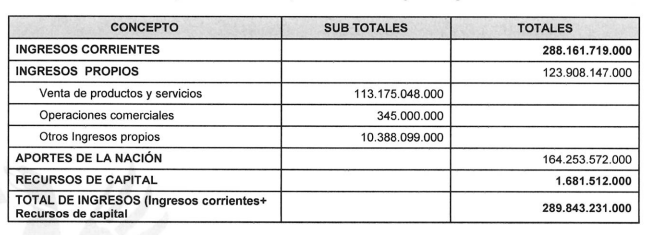 CONCEPTO SUB TOTALES TOTALES
INGRESOS CORRIENTES 288.161.719.000
INGRESOS PROPIOS 123.908.147.000
Venta de productos y servicios 113.175.048.000
Operaciones comerciales 345.000.000
Otros Ingresos propios 10.388.099.000
APORTES DE LA NACIÓN 164.253.572.000
RECURSOS DE CAPITAL 1.681.512.000
TOTAL DE INGRESOS (Ingresos corrientes+
Recursos de capital 289.843.231.000